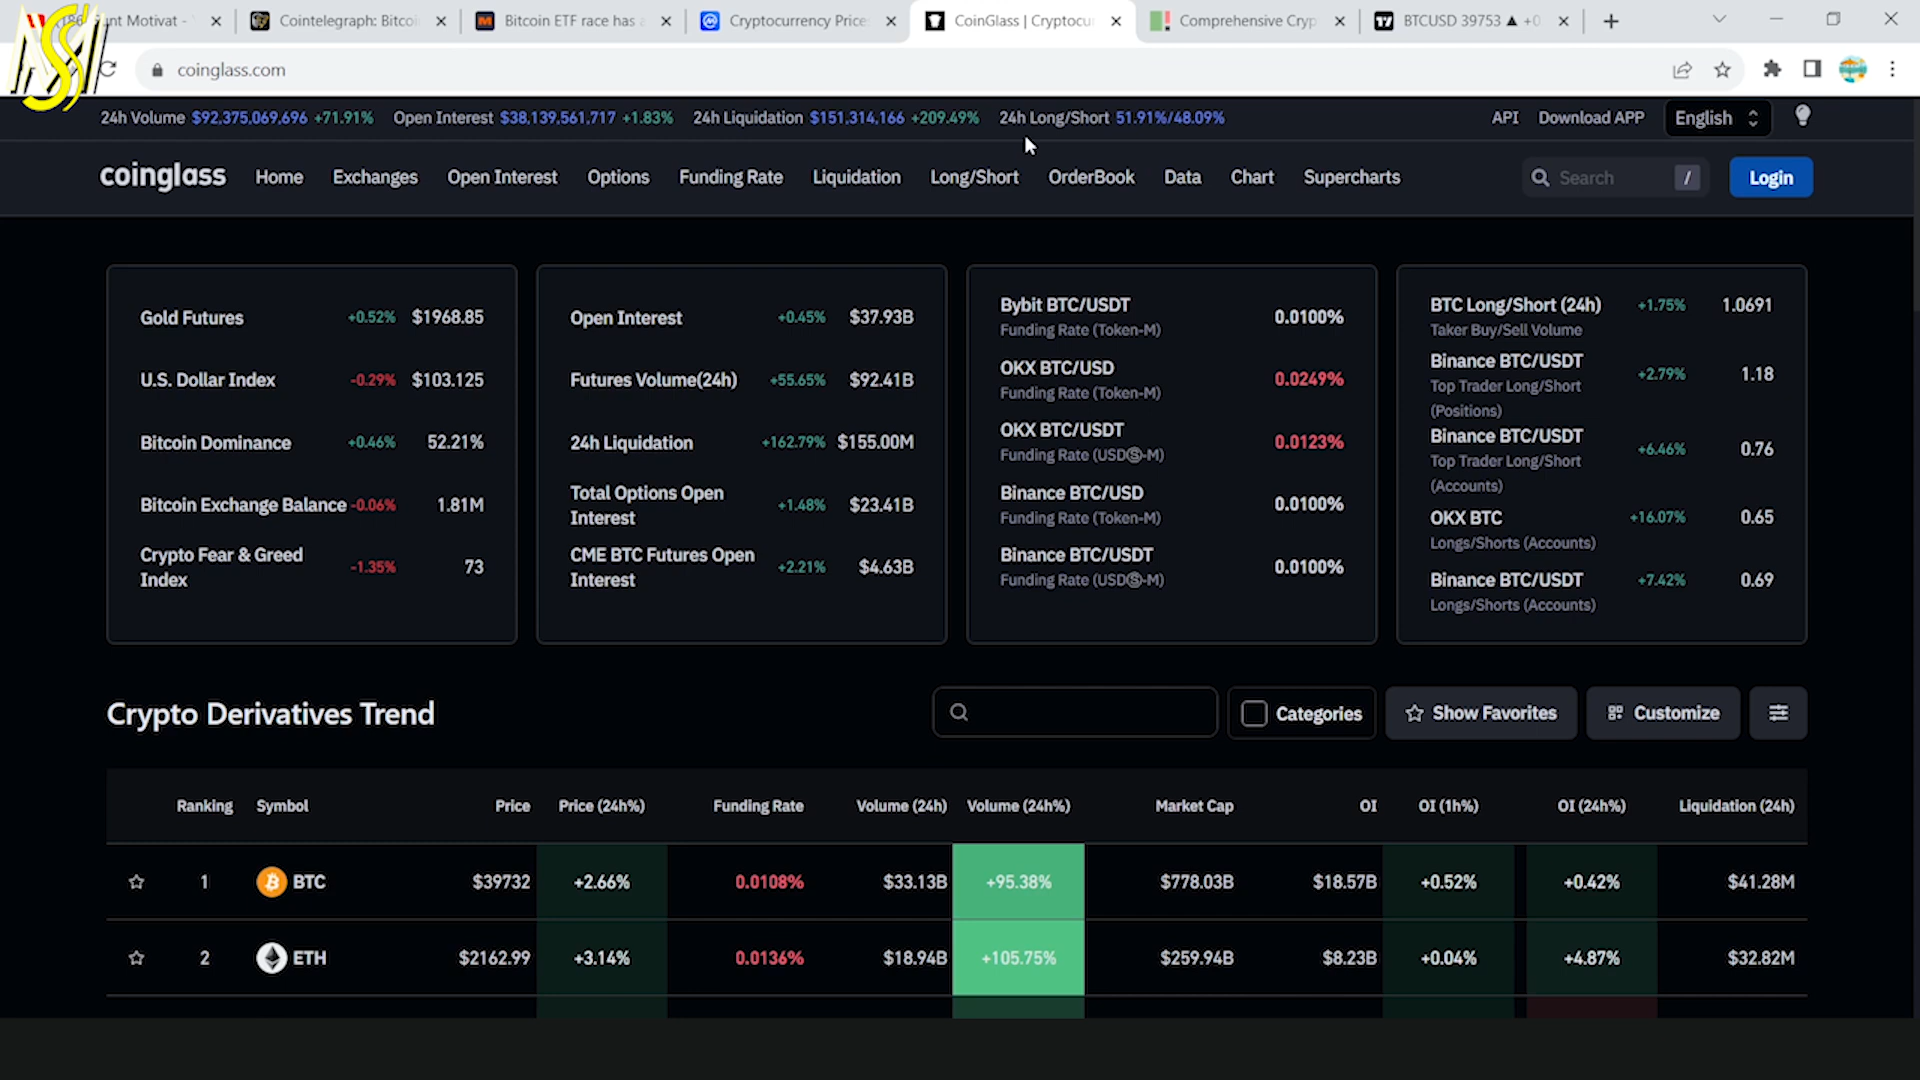 unt Motivat -
Cointelegraph: Bitcoi
Bitcoin ETF race has a
Cryptocurrency Price
CoinGlass | Cryptocu
Comprehensive Cryp
BTCUSD 39753 ▲ +0
coinglass.com
24h Volume $92,375,069,696 +71.91% Open Interest $38,139,561,717 +1.83% 24h Liquidation $151,314,166 +209.49% 24h Long/Short 51.91%/48.09% API Download APP English
coinglass Home Exchanges Open Interest Options Funding Rate Liquidation Long/Short OrderBook Data Chart Supercharts Search / Login
Gold Futures +0.52% $1968.85
U.S. Dollar Index -0.29% $103.125
Bitcoin Dominance +0.46% 52.21%
Bitcoin Exchange Balance -0.06% 1.81M
Crypto Fear & Greed
Index -1.35% 73
Open Interest +0.45% $37.93B
Futures Volume(24h) +55.65% $92.41B
24h Liquidation +162.79% $155.00M
Total Options Open
Interest +1.48% $23.41B
CME BTC Futures Open
Interest +2.21% $4.63B
Bybit BTC/USDT
Funding Rate (Token-M) 0.0100%
OKX BTC/USD
Funding Rate (Token-M) 0.0249%
OKX BTC/USDT
Funding Rate (USDⓈ-M) 0.0123%
Binance BTC/USD
Funding Rate (Token-M) 0.0100%
Binance BTC/USDT
Funding Rate (USDⓈ-M) 0.0100%
BTC Long/Short (24h) +1.75% 1.0691
Taker Buy/Sell Volume
Binance BTC/USDT
Top Trader Long/Short +2.79% 1.18
(Positions)
Binance BTC/USDT
Top Trader Long/Short +6.46% 0.76
(Accounts)
OKX BTC +16.07% 0.65
Longs/Shorts (Accounts)
Binance BTC/USDT +7.42% 0.69
Longs/Shorts (Accounts)
Crypto Derivatives Trend Categories Show Favorites Customize
Ranking Symbol Price Price (24h%) Funding Rate Volume (24h) Volume (24h%) Market Cap OI OI (1h%) OI (24h%) Liquidation (24h)
1 BTC $39732 +2.66% 0.0108% $33.13B +95.38% $778.03B $18.57B +0.52% +0.42% $41.28M
2 ETH $2162.99 +3.14% 0.0136% $18.94B +105.75% $259.94B $8.23B +0.04% +4.87% $32.82M